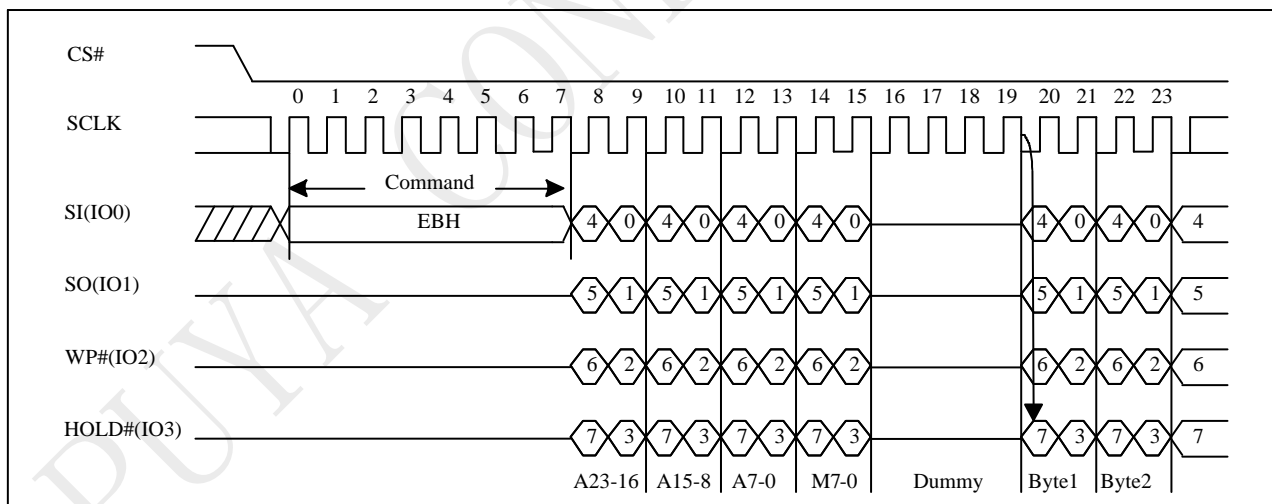 PUYA CON
CS#
0 1 2 3 4 5 6 7 8 9 10 11 12 13 14 15 16 17 18 19 20 21 22 23
SCLK
Command
SI(IO0)
EBH
4 0 4 0 4 0 4 0 4 0 4 0 4
SO(IO1)
5 1 5 1 5 1 5 1 5 1 5 1 5
WP#(IO2)
6 2 6 2 6 2 6 2 6 2 6 2 6
HOLD#(IO3)
7 3 7 3 7 3 7 3 7 3 7 3 7
A23-16 A15-8 A7-0 M7-0 Dummy Byte1 Byte2